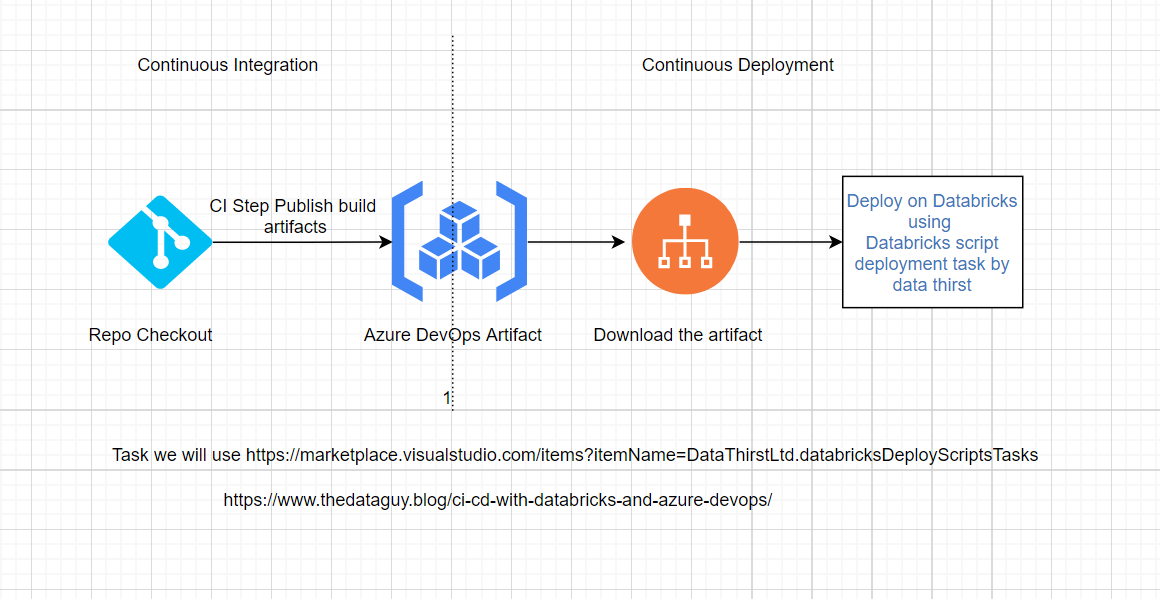 Continuous Integration
Continuous Deployment
CI Step Publish build
artifacts
Deploy on Databricks
using
Databricks script
deployment task by
data thirst
Repo Checkout
Azure DevOps Artifact
Download the artifact
1
Task we will use https://marketplace.visualstudio.com/items?itemName=DataThirstLtd.databricksDeployScriptsTasks
https://www.thedataguy.blog/ci-cd-with-databricks-and-azure-devops/